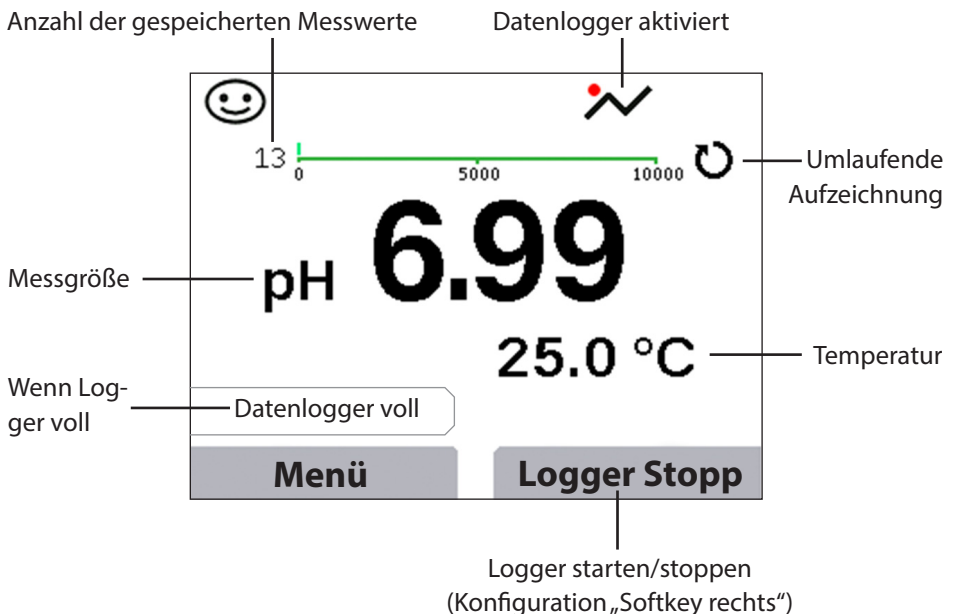 Anzahl der gespeicherten Messwerte
Datenlogger aktiviert
13
0
5000
10000
Umlaufende
Aufzeichnung
Messgröße
pH 6.99
25.0 °C
Temperatur
Wenn Log-
ger voll
Datenlogger voll
Menü
Logger Stopp
Logger starten/stoppen
(Konfiguration „Softkey rechts“)